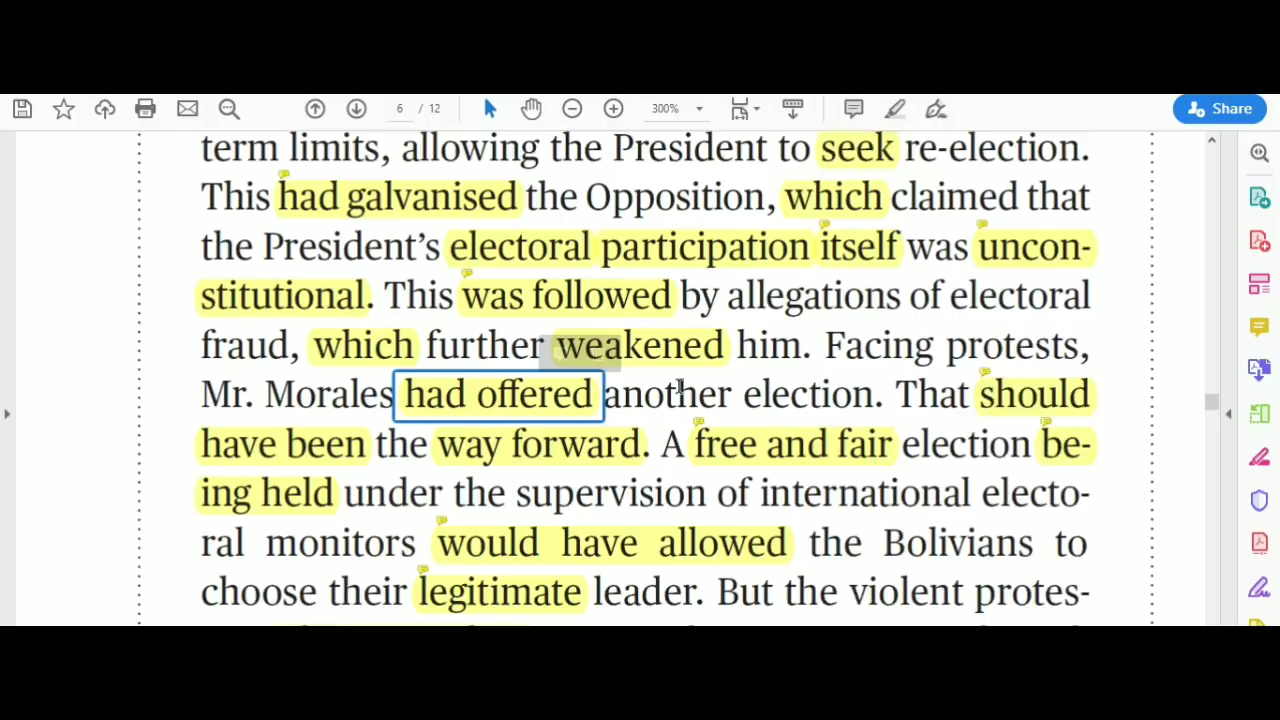 6 / 12
300%
Share
term limits, allowing the President to seek re-election.
This had galvanised the Opposition, which claimed that
the President's electoral participation itself was uncon-
stitutional. This was followed by allegations of electoral
fraud, which further weakened him. Facing protests,
Mr. Morales had offered another election. That should
have been the way forward. A free and fair election be-
ing held under the supervision of international electo-
ral monitors would have allowed the Bolivians to
choose their legitimate leader. But the violent protes-